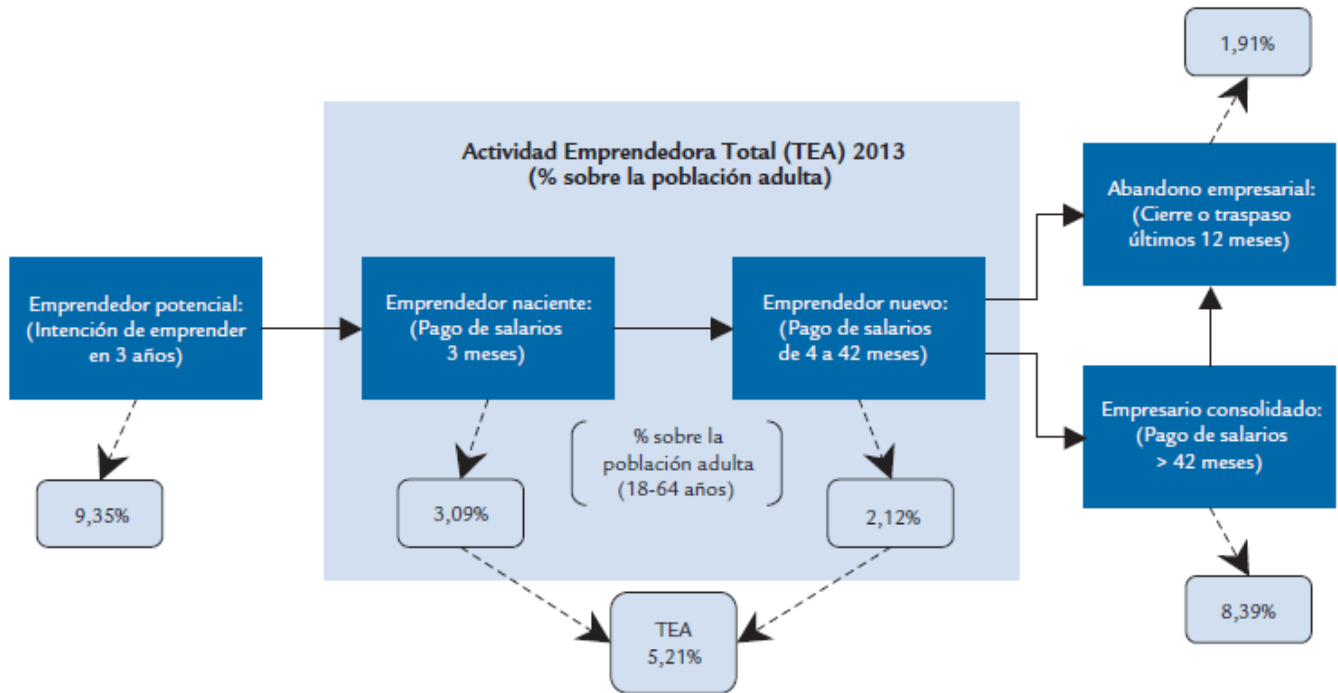 1,91%
Actividad Emprendedora Total (TEA) 2013
(% sobre la población adulta)
Abandono empresarial:
(Cierre o traspaso
últimos 12 meses)
Emprendedor potencial:
(Intención de emprender
en 3 años)
Emprendedor naciente:
(Pago de salarios
3 meses)
Emprendedor nuevo:
(Pago de salarios
de 4 a 42 meses)
Empresario consolidado:
(Pago de salarios
> 42 meses)
% sobre la
población adulta
(18-64 años)
9,35%
3,09%
2,12%
8,39%
TEA
5,21%